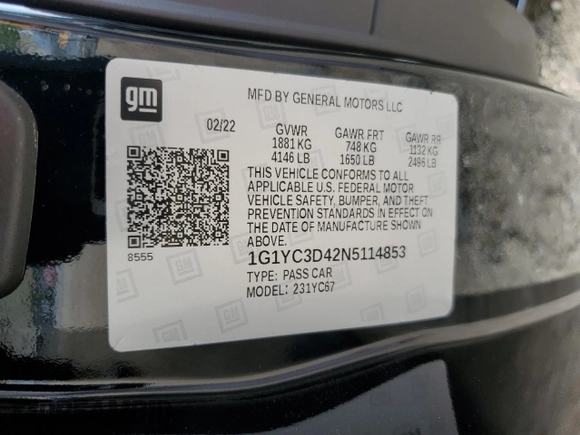 gm
MFD BY GENERAL MOTORS LLC
02/22 GVWR GAWR FRT GAWR RR
1881 KG 748 KG 1132 KG
4146 LB 1650 LB 2496 LB
THIS VEHICLE CONFORMS TO ALL
APPLICABLE U.S. FEDERAL MOTOR
VEHICLE SAFETY, BUMPER, AND THEFT
PREVENTION STANDARDS IN EFFECT ON
THE DATE OF MANUFACTURE SHOWN
ABOVE.
8555
1G1YC3D42N5114853
TYPE: PASS CAR
MODEL: 231YC67